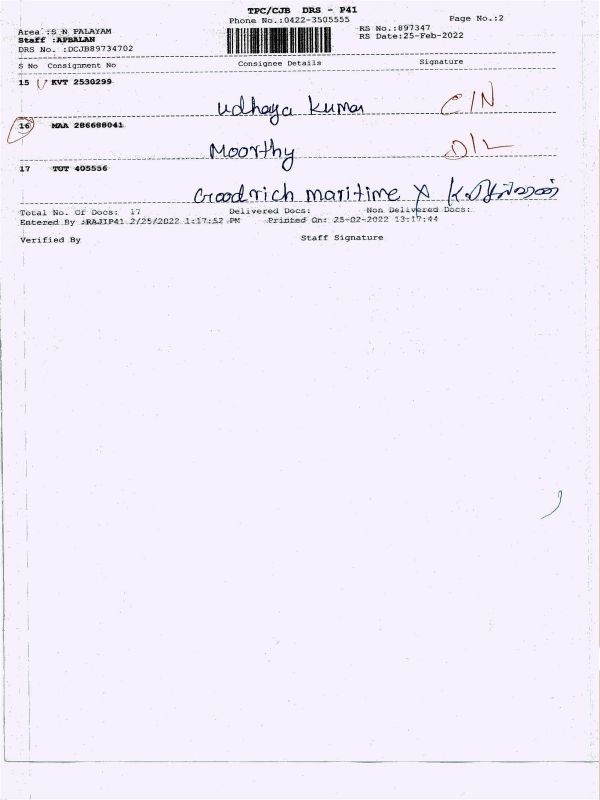 TPC/CJB DRS - P41
Phone No.:0422-3505555 Page No.:2
Area :S N PALAYAM RS No.:897347
Staff :APBALAN RS Date:25-Feb-2022
DRS No. :DCJB89734702
S No Consignment No Consignee Details Signature
15 KVT 2530299
Udhaya Kumar C/N
16 MAA 286688041
Moorthy D/L
17 TUT 405556
Goodrich maritime X
Total No. Of Docs: 17 Delivered Docs: Non Delivered Docs:
Entered By :RAJIP41 2/25/2022 1:17:52 PM Printed On: 25-02-2022 13:17:44
Verified By Staff Signature